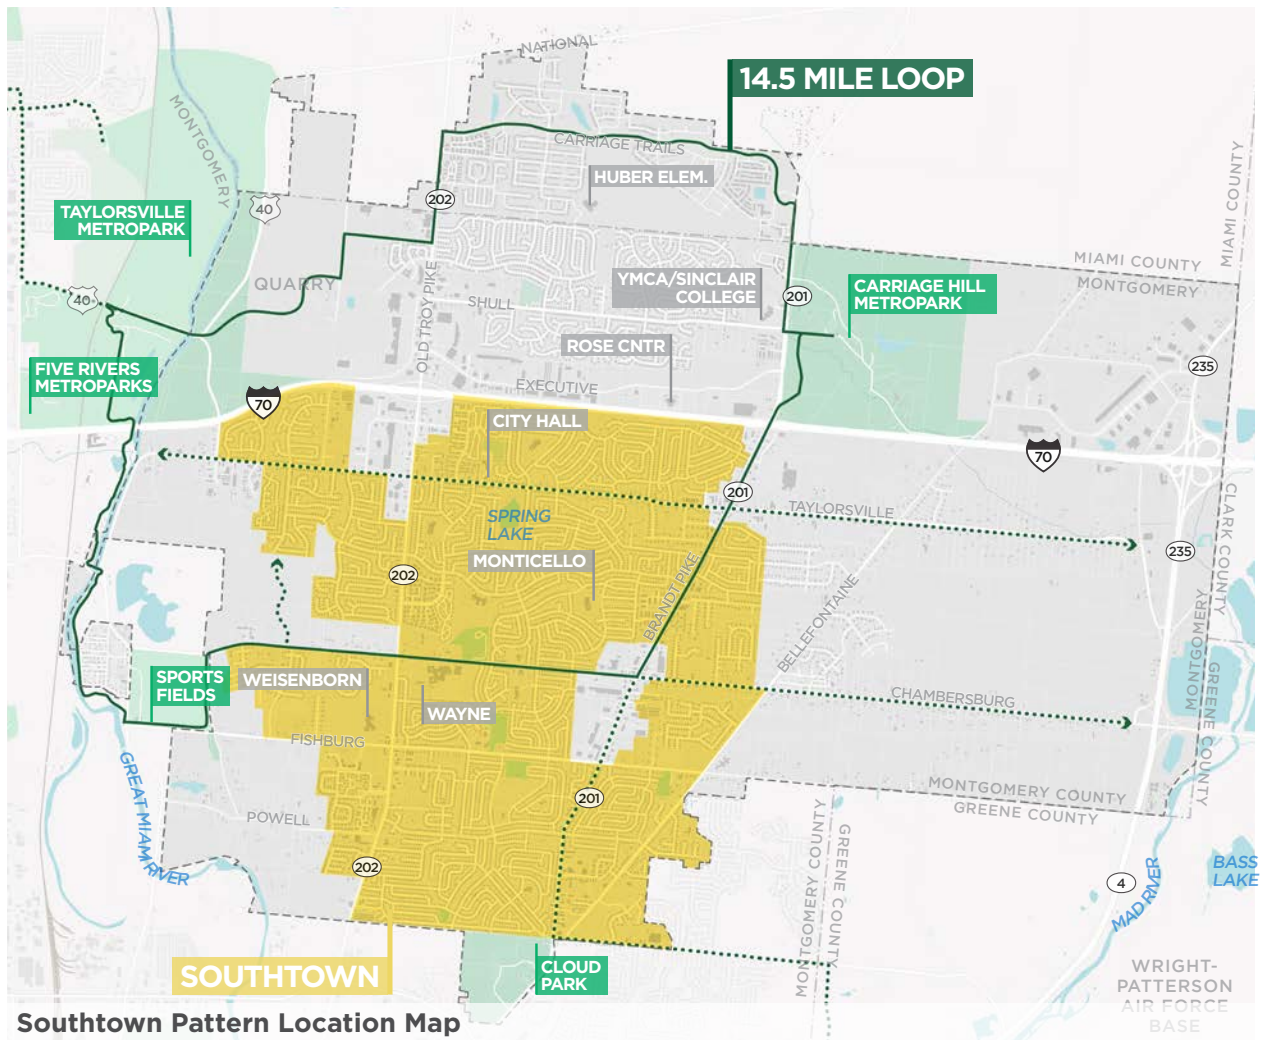 NATIONAL
14.5 MILE LOOP
MONTGOMERY
CARRIAGE TRAILS
HUBER ELEM.
202
40
TAYLORSVILLE
METROPARK
MIAMI COUNTY
MIAMI COUNTY
MONTGOMERY
QUARRY
OLD TROY PIKE
YMCA/SINCLAIR
COLLEGE
201
CARRIAGE HILL
METROPARK
40
SHULL
ROSE CNTR
235
FIVE RIVERS
METROPARKS
EXECUTIVE
70
CITY HALL
70
201
TAYLORSVILLE
CLARK COUNTY
SPRING
LAKE
235
MONTICELLO
202
BRANDT PIKE
BELLEFONTAINE
MONTGOMERY
GREENE COUNTY
SPORTS
FIELDS
WEISENBORN
WAYNE
CHAMBERSBURG
FISHBURG
GREAT MIAMI RIVER
201
MONTGOMERY COUNTY
GREENE COUNTY
POWELL
202
MONTGOMERY COUNTY
GREENE COUNTY
4
MAD RIVER
BASS
LAKE
SOUTHTOWN
CLOUD
PARK
WRIGHT-
PATTERSON
AIR FORCE
BASE
Southtown Pattern Location Map